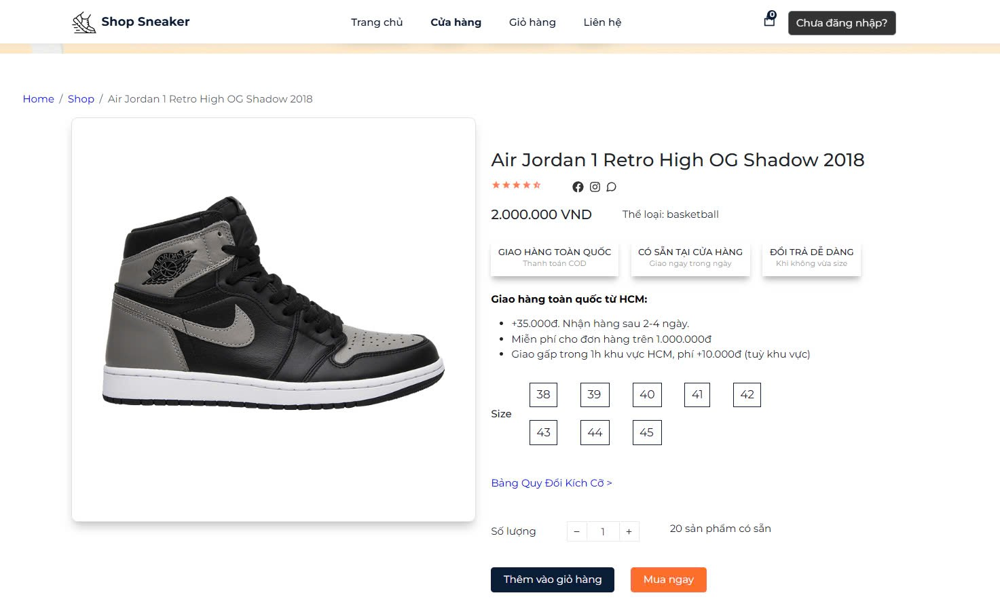 Shop Sneaker
Trang chủ
Cửa hàng
Giỏ hàng
Liên hệ
0
Chưa đăng nhập?
Home / Shop / Air Jordan 1 Retro High OG Shadow 2018
AIR JORDAN
Air Jordan 1 Retro High OG Shadow 2018
2.000.000 VND
Thể loại: basketball
GIAO HÀNG TOÀN QUỐC
Thanh toán COD
CÓ SẴN TẠI CỬA HÀNG
Giao ngay trong ngày
ĐỔI TRẢ DỄ DÀNG
Khi không vừa size
Giao hàng toàn quốc từ HCM:
+35.000đ. Nhận hàng sau 2-4 ngày.
Miễn phí cho đơn hàng trên 1.000.000đ
Giao gấp trong 1h khu vực HCM, phí +10.000đ (tuỳ khu vực)
Size
38 39 40 41 42
43 44 45
Bảng Quy Đổi Kích Cỡ >
Số lượng
− 1 +
20 sản phẩm có sẵn
Thêm vào giỏ hàng
Mua ngay